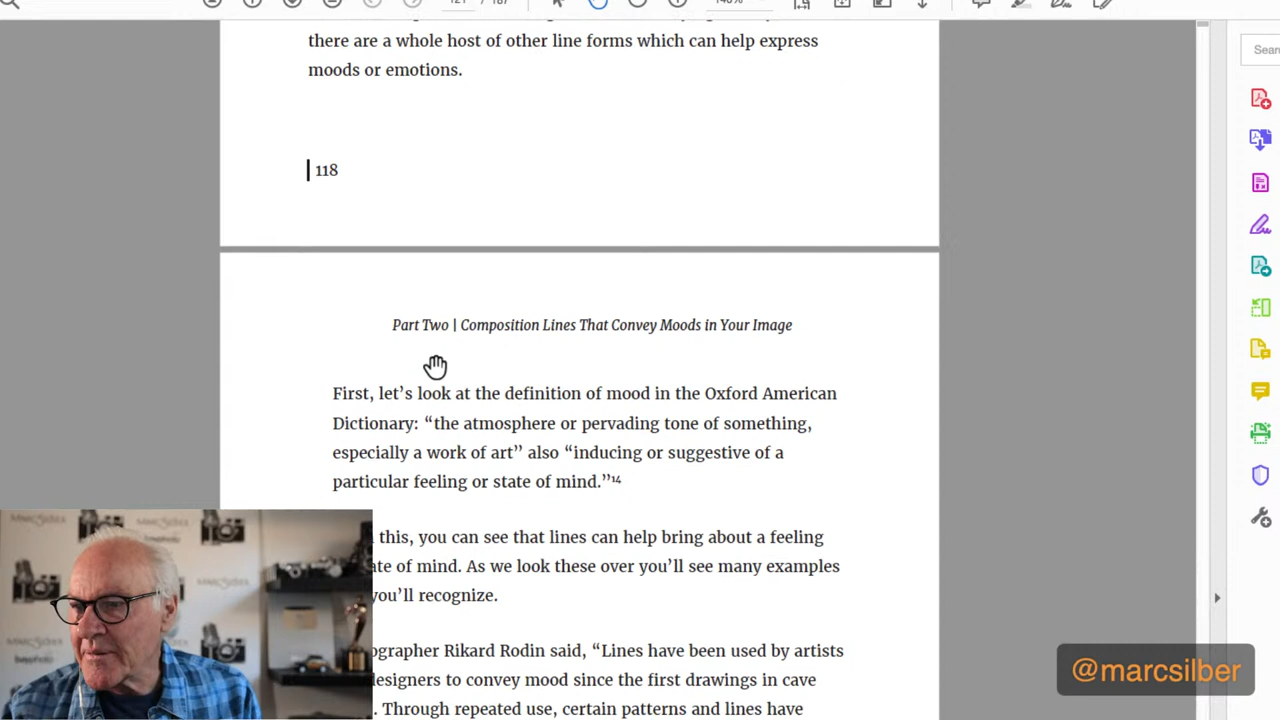 121 / 187
there are a whole host of other line forms which can help express
moods or emotions.
118
Part Two | Composition Lines That Convey Moods in Your Image
First, let’s look at the definition of mood in the Oxford American
Dictionary: “the atmosphere or pervading tone of something,
especially a work of art” also “inducing or suggestive of a
particular feeling or state of mind.”¹⁴
this, you can see that lines can help bring about a feeling
of mind. As we look these over you’ll see many examples
you’ll recognize.
Rikard Rodin said, “Lines have been used by artists
to convey mood since the first drawings in cave
Through repeated use, certain patterns and lines have
@marcsilber